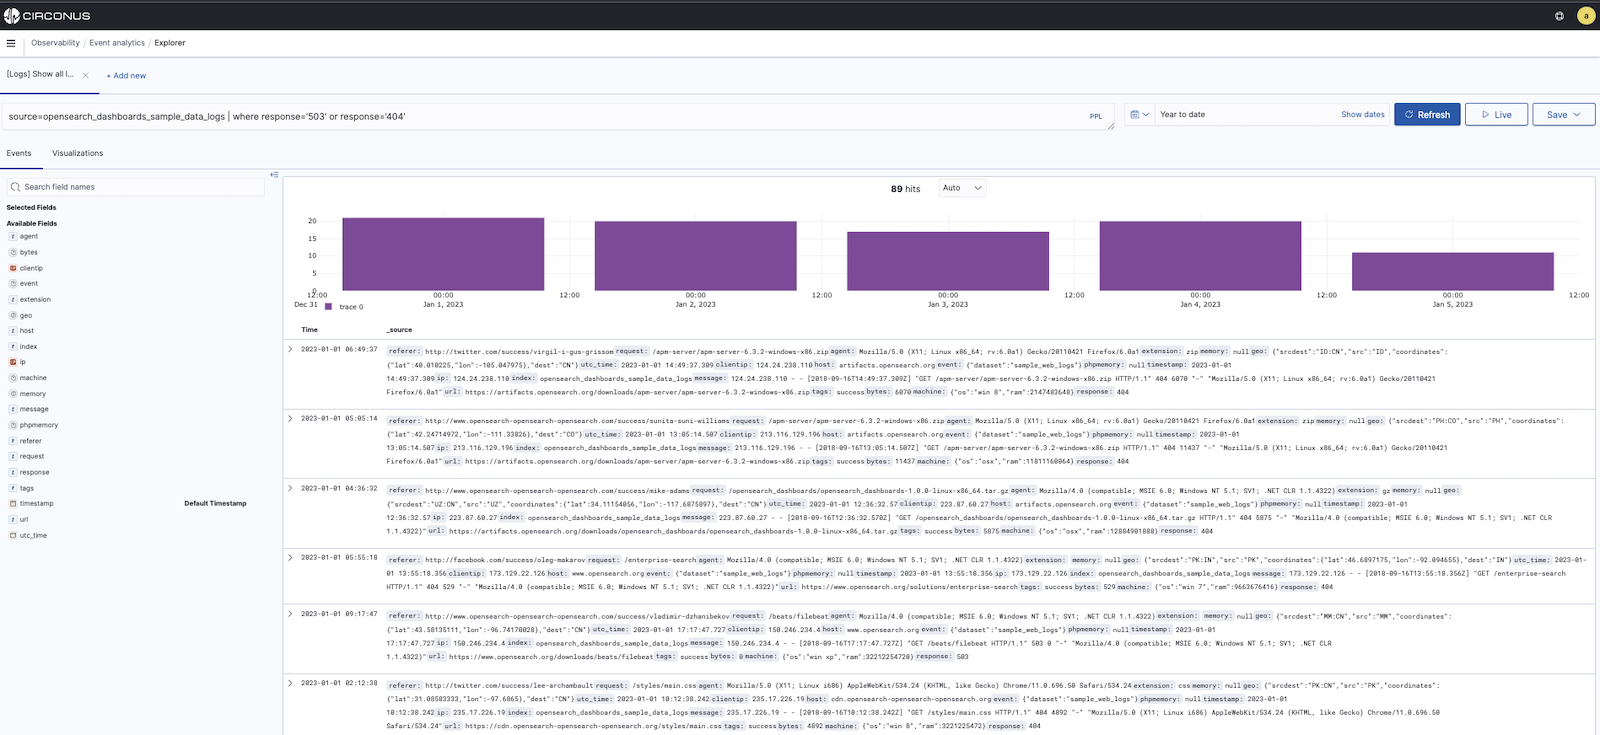 CIRCONUS
a
Observability / Event analytics / Explorer
[Logs] Show all l... × + Add new
source=opensearch_dashboards_sample_data_logs | where response='503' or response='404'
PPL
Year to date Show dates
Refresh
Live
Save
Events Visualizations
Search field names
Selected Fields
Available Fields
t agent
bytes
clientip
event
t extension
geo
t host
t index
ip
machine
memory
t message
phpmemory
t referer
t request
t response
t tags
timestamp Default Timestamp
t url
utc_time
89 hits Auto
20
15
10
5
0
12:00 00:00 12:00 00:00 12:00 00:00 12:00 00:00 12:00 00:00 12:00
Dec 31 Jan 1, 2023 Jan 2, 2023 Jan 3, 2023 Jan 4, 2023 Jan 5, 2023
trace 0
Time _source
2023-01-01 06:49:37 referer: http://twitter.com/success/virgil-i-gus-grissom request: /apm-server/apm-server-6.3.2-windows-x86.zip agent: Mozilla/5.0 (X11; Linux x86_64; rv:6.0a1) Gecko/20110421 Firefox/6.0a1 extension: zip memory: null geo: {"srcdest":"ID:CN","src":"ID","coordinates":
{"lat":40.010225,"lon":-105.047975},"dest":"CN"} utc_time: 2023-01-01 14:49:37.309 clientip: 124.24.238.110 host: artifacts.opensearch.org event: {"dataset":"sample_web_logs"} phpmemory: null timestamp: 2023-01-01
14:49:37.309 ip: 124.24.238.110 index: opensearch_dashboards_sample_data_logs message: 124.24.238.110 - - [2018-09-16T14:49:37.309Z] "GET /apm-server/apm-server-6.3.2-windows-x86.zip HTTP/1.1" 404 6070 "-" "Mozilla/5.0 (X11; Linux x86_64; rv:6.0a1) Gecko/20110421
Firefox/6.0a1" url: https://artifacts.opensearch.org/downloads/apm-server/apm-server-6.3.2-windows-x86.zip tags: success bytes: 6070 machine: {"os":"win 8","ram":2147483648} response: 404
2023-01-01 05:05:14 referer: http://www.opensearch-opensearch-opensearch.com/success/sunita-suni-williams request: /apm-server/apm-server-6.3.2-windows-x86.zip agent: Mozilla/5.0 (X11; Linux x86_64; rv:6.0a1) Gecko/20110421 Firefox/6.0a1 extension: zip memory: null geo: {"srcdest":"PH:CO","src":"PH","coordinates":
{"lat":42.24714972,"lon":-111.33826},"dest":"CO"} utc_time: 2023-01-01 13:05:14.507 clientip: 213.116.129.196 host: artifacts.opensearch.org event: {"dataset":"sample_web_logs"} phpmemory: null timestamp: 2023-01-01
13:05:14.507 ip: 213.116.129.196 index: opensearch_dashboards_sample_data_logs message: 213.116.129.196 - - [2018-09-16T13:05:14.507Z] "GET /apm-server/apm-server-6.3.2-windows-x86.zip HTTP/1.1" 404 11437 "-" "Mozilla/5.0 (X11; Linux x86_64; rv:6.0a1) Gecko/20110421
Firefox/6.0a1" url: https://artifacts.opensearch.org/downloads/apm-server/apm-server-6.3.2-windows-x86.zip tags: success bytes: 11437 machine: {"os":"osx","ram":11811160064} response: 404
2023-01-01 04:36:32 referer: http://www.opensearch-opensearch-opensearch.com/success/mike-adams request: /opensearch_dashboards/opensearch_dashboards-1.0.0-linux-x86_64.tar.gz agent: Mozilla/4.0 (compatible; MSIE 6.0; Windows NT 5.1; SV1; .NET CLR 1.1.4322) extension: gz memory: null geo:
{"srcdest":"UZ:CN","src":"UZ","coordinates":{"lat":34.11154056,"lon":-117.6875897},"dest":"CN"} utc_time: 2023-01-01 12:36:32.57 clientip: 223.87.60.27 host: artifacts.opensearch.org event: {"dataset":"sample_web_logs"} phpmemory: null timestamp: 2023-01-01
12:36:32.57 ip: 223.87.60.27 index: opensearch_dashboards_sample_data_logs message: 223.87.60.27 - - [2018-09-16T12:36:32.570Z] "GET /opensearch_dashboards/opensearch_dashboards-1.0.0-linux-x86_64.tar.gz HTTP/1.1" 404 5875 "-" "Mozilla/4.0 (compatible; MSIE 6.0; Windows NT 5.1; SV1; .NET CLR
1.1.4322)" url: https://artifacts.opensearch.org/downloads/opensearch_dashboards/opensearch_dashboards-1.0.0-linux-x86_64.tar.gz tags: success bytes: 5875 machine: {"os":"osx","ram":12884901888} response: 404
2023-01-01 05:55:18 referer: http://facebook.com/success/oleg-makarov request: /enterprise-search agent: Mozilla/4.0 (compatible; MSIE 6.0; Windows NT 5.1; SV1; .NET CLR 1.1.4322) extension: memory: null geo: {"srcdest":"PK:IN","src":"PK","coordinates":{"lat":46.6897175,"lon":-92.094655},"dest":"IN"} utc_time: 2023-01-
01 13:55:18.356 clientip: 173.129.22.126 host: www.opensearch.org event: {"dataset":"sample_web_logs"} phpmemory: null timestamp: 2023-01-01 13:55:18.356 ip: 173.129.22.126 index: opensearch_dashboards_sample_data_logs message: 173.129.22.126 - - [2018-09-16T13:55:18.356Z] "GET /enterprise-search
HTTP/1.1" 404 529 "-" "Mozilla/4.0 (compatible; MSIE 6.0; Windows NT 5.1; SV1; .NET CLR 1.1.4322)" url: https://www.opensearch.org/solutions/enterprise-search tags: success bytes: 529 machine: {"os":"win 7","ram":9663676416} response: 404
2023-01-01 09:17:47 referer: http://www.opensearch-opensearch-opensearch.com/success/vladimir-dzhanibekov request: /beats/filebeat agent: Mozilla/4.0 (compatible; MSIE 6.0; Windows NT 5.1; SV1; .NET CLR 1.1.4322) extension: memory: null geo: {"srcdest":"MM:CN","src":"MM","coordinates":
{"lat":43.58135111,"lon":-96.74170028},"dest":"CN"} utc_time: 2023-01-01 17:17:47.727 clientip: 150.246.234.4 host: www.opensearch.org event: {"dataset":"sample_web_logs"} phpmemory: null timestamp: 2023-01-01
17:17:47.727 ip: 150.246.234.4 index: opensearch_dashboards_sample_data_logs message: 150.246.234.4 - - [2018-09-16T17:17:47.727Z] "GET /beats/filebeat HTTP/1.1" 503 0 "-" "Mozilla/4.0 (compatible; MSIE 6.0; Windows NT 5.1; SV1; .NET CLR
1.1.4322)" url: https://www.opensearch.org/downloads/beats/filebeat tags: success bytes: 0 machine: {"os":"win xp","ram":32212254720} response: 503
2023-01-01 02:12:38 referer: http://twitter.com/success/lee-archambault request: /styles/main.css agent: Mozilla/5.0 (X11; Linux i686) AppleWebKit/534.24 (KHTML, like Gecko) Chrome/11.0.696.50 Safari/534.24 extension: css memory: null geo: {"srcdest":"PK:CN","src":"PK","coordinates":
{"lat":31.08583333,"lon":-97.6865},"dest":"CN"} utc_time: 2023-01-01 10:12:38.242 clientip: 235.17.226.19 host: cdn.opensearch-opensearch-opensearch.org event: {"dataset":"sample_web_logs"} phpmemory: null timestamp: 2023-01-01
10:12:38.242 ip: 235.17.226.19 index: opensearch_dashboards_sample_data_logs message: 235.17.226.19 - - [2018-09-16T10:12:38.242Z] "GET /styles/main.css HTTP/1.1" 404 4892 "-" "Mozilla/5.0 (X11; Linux i686) AppleWebKit/534.24 (KHTML, like Gecko) Chrome/11.0.696.50
Safari/534.24" url: https://cdn.opensearch-opensearch-opensearch.org/styles/main.css tags: success bytes: 4892 machine: {"os":"win 8","ram":3221225472} response: 404